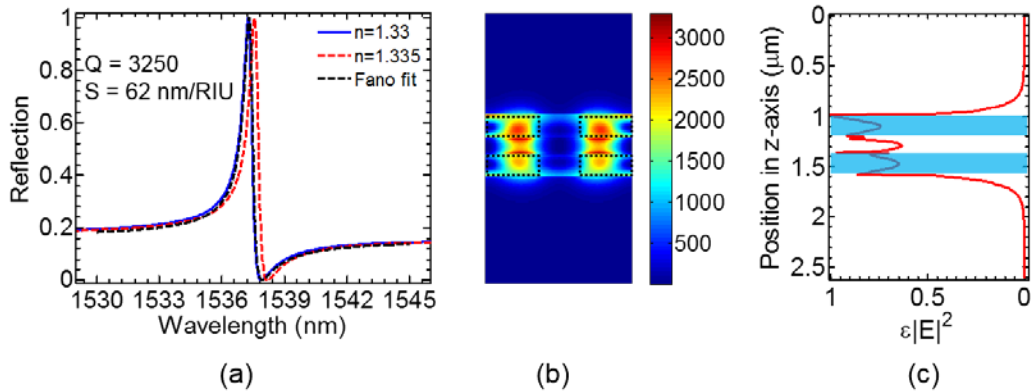 1
0.8
0.6
0.4
0.2
0
Reflection
Q = 3250
S = 62 nm/RIU
n=1.33
n=1.335
Fano fit
1530 1533 1536 1539 1542 1545
Wavelength (nm)
(a)
3000
2500
2000
1500
1000
500
(b)
Position in z-axis (μm)
0
0.5
1
1.5
2
2.5
1 0.5 0
ε|E|²
(c)